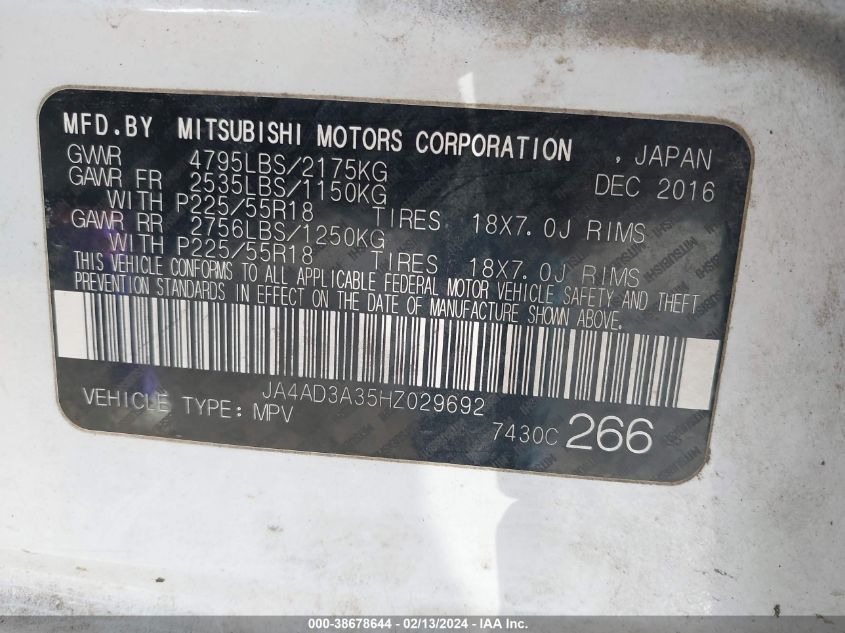 MFD.BY MITSUBISHI MOTORS CORPORATION , JAPAN
GVWR 4795LBS/2175KG DEC 2016
GAWR FR 2535LBS/1150KG
WITH P225/55R18 TIRES 18X7.0J RIMS
GAWR RR 2756LBS/1250KG
WITH P225/55R18 TIRES 18X7.0J RIMS
THIS VEHICLE CONFORMS TO ALL APPLICABLE FEDERAL MOTOR VEHICLE SAFETY AND THEFT
PREVENTION STANDARDS IN EFFECT ON THE DATE OF MANUFACTURE SHOWN ABOVE.
JA4AD3A35HZ029692
VEHICLE TYPE: MPV 7430C 266
000-38678644 - 02/13/2024 - IAAI Inc.